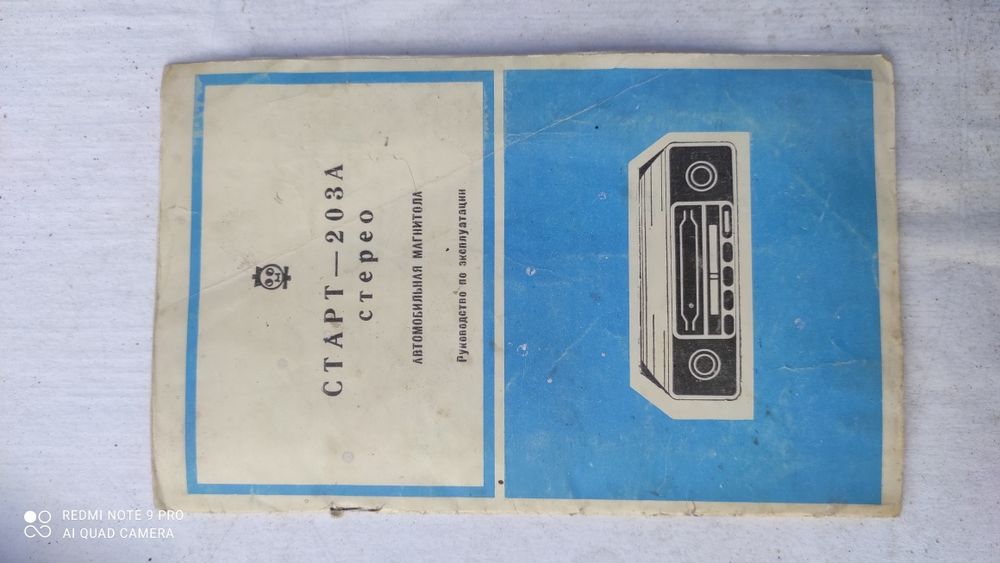 СТАРТ—203А
стерео
АВТОМОБИЛЬНАЯ МАГНИТОЛА
Руководство по эксплуатации
REDMI NOTE 9 PRO
AI QUAD CAMERA